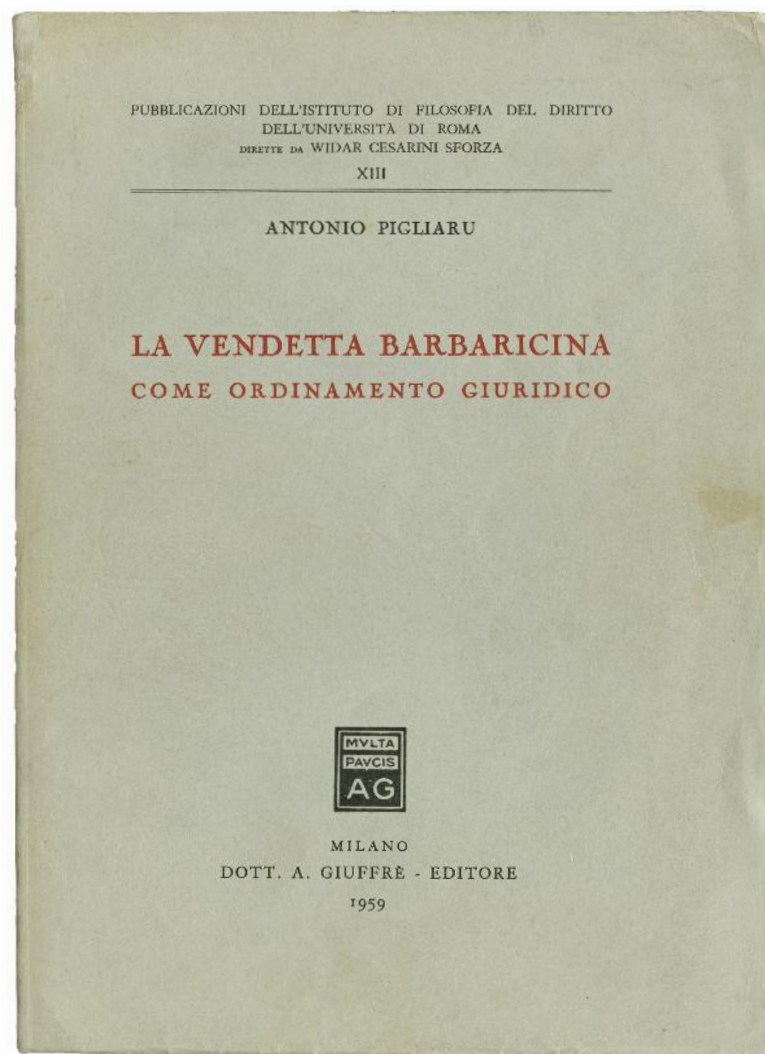 PUBBLICAZIONI DELL'ISTITUTO DI FILOSOFIA DEL DIRITTO
DELL'UNIVERSITÀ DI ROMA
DIRETTE DA WIDAR CESARINI SFORZA
XIII
ANTONIO PIGLIARU
LA VENDETTA BARBARICINA
COME ORDINAMENTO GIURIDICO
MVLTA
PAVCIS
AG
MILANO
DOTT. A. GIUFFRÈ - EDITORE
1959